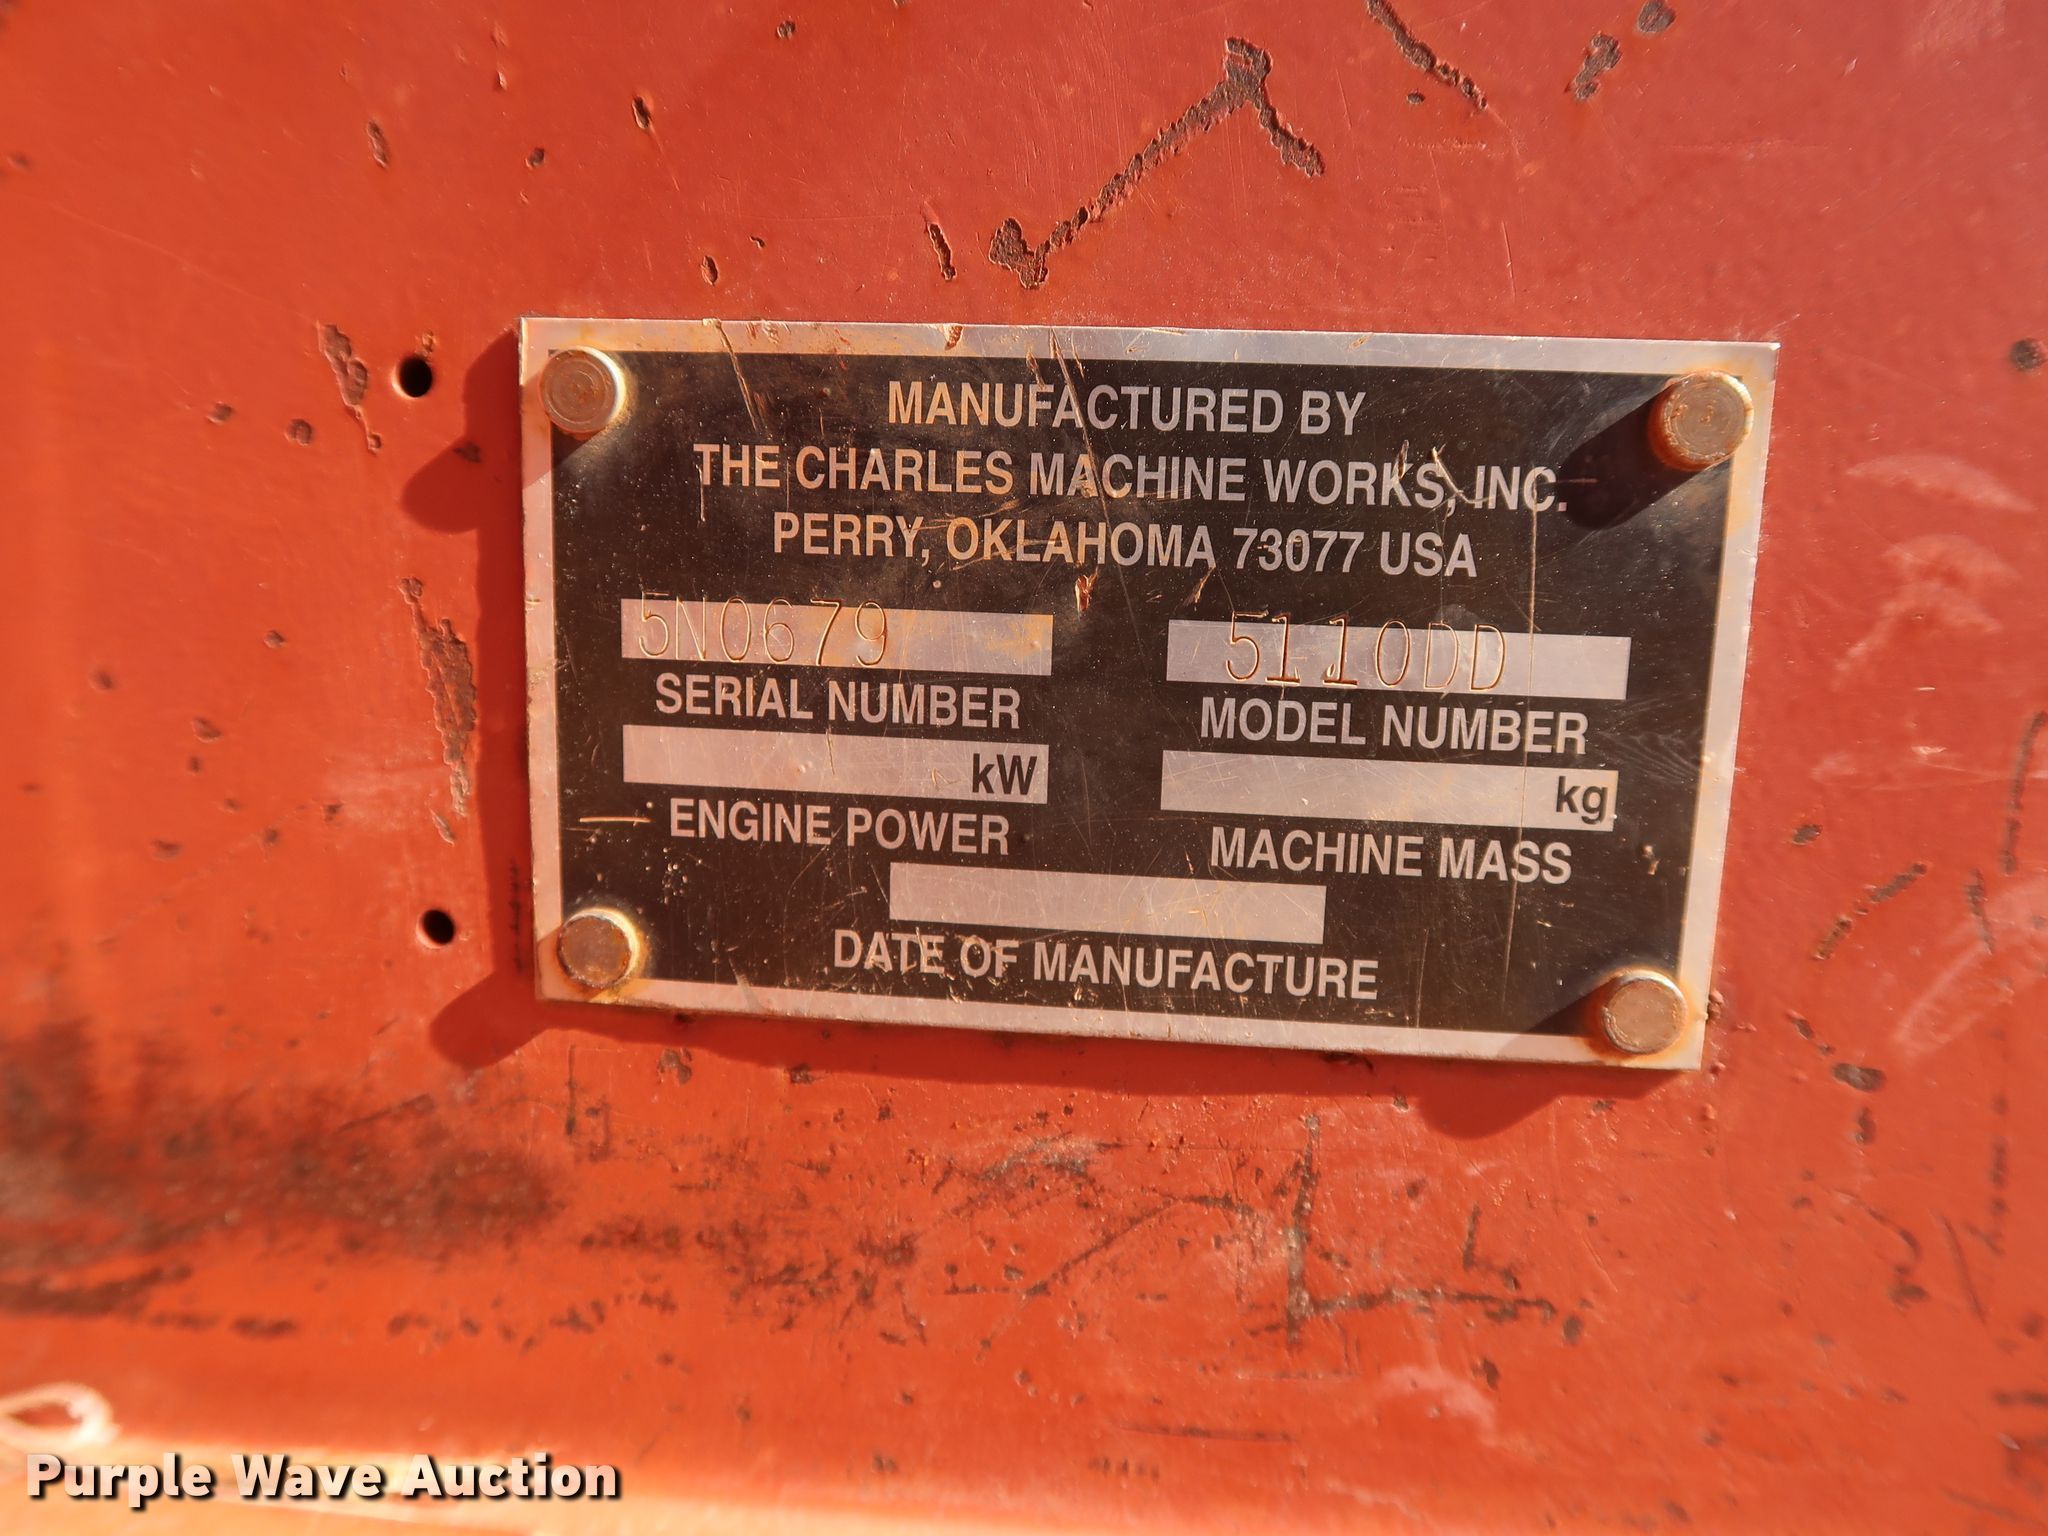 MANUFACTURED BY
THE CHARLES MACHINE WORKS, INC.
PERRY, OKLAHOMA 73077 USA
5N0679 5110DD
SERIAL NUMBER MODEL NUMBER
kW kg
ENGINE POWER MACHINE MASS
DATE OF MANUFACTURE
Purple Wave Auction